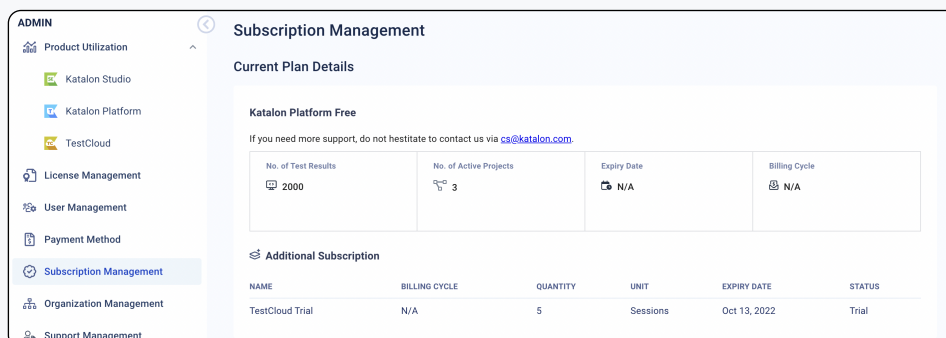 ADMIN
Product Utilization
Katalon Studio
Katalon Platform
TestCloud
License Management
User Management
Payment Method
Subscription Management
Organization Management
Support Management
Subscription Management
Current Plan Details
Katalon Platform Free
If you need more support, do not hestitate to contact us via cs@katalon.com.
No. of Test Results No. of Active Projects Expiry Date Billing Cycle
2000 3 N/A N/A
Additional Subscription
NAME BILLING CYCLE QUANTITY UNIT EXPIRY DATE STATUS
TestCloud Trial N/A 5 Sessions Oct 13, 2022 Trial